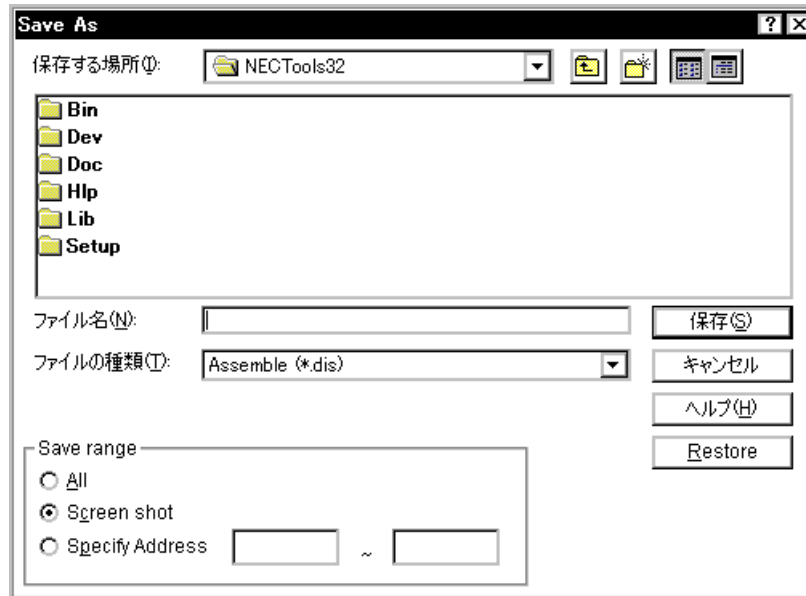 Save As
保存する場所(I): NECTools32
Bin
Dev
Doc
Hlp
Lib
Setup
ファイル名(N): 保存(S)
ファイルの種類(T): Assemble (*.dis) キャンセル
ヘルプ(H)
Restore
Save range
All
Screen shot
Specify Address ~